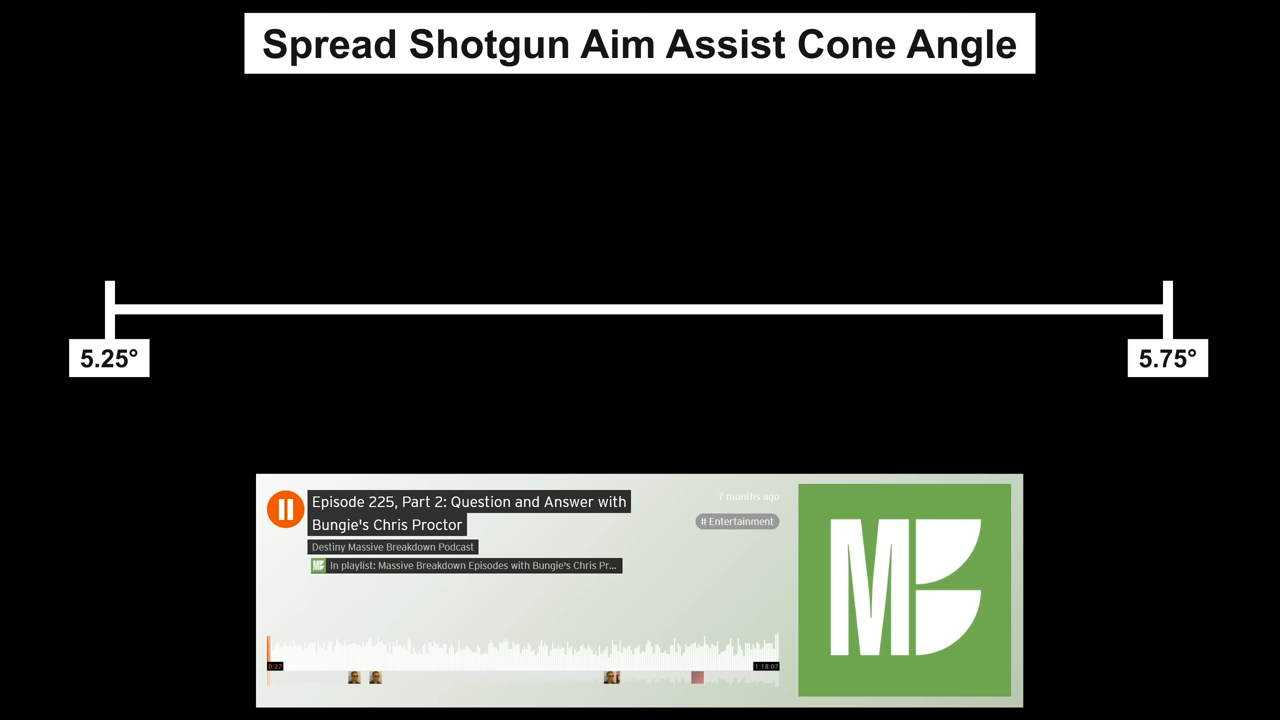 Spread Shotgun Aim Assist Cone Angle
5.25°
5.75°
Episode 225, Part 2: Question and Answer with
Bungie's Chris Proctor
7 months ago
# Entertainment
Destiny Massive Breakdown Podcast
In playlist: Massive Breakdown Episodes with Bungie's Chris Pr...
0:27
1:18:07
MB